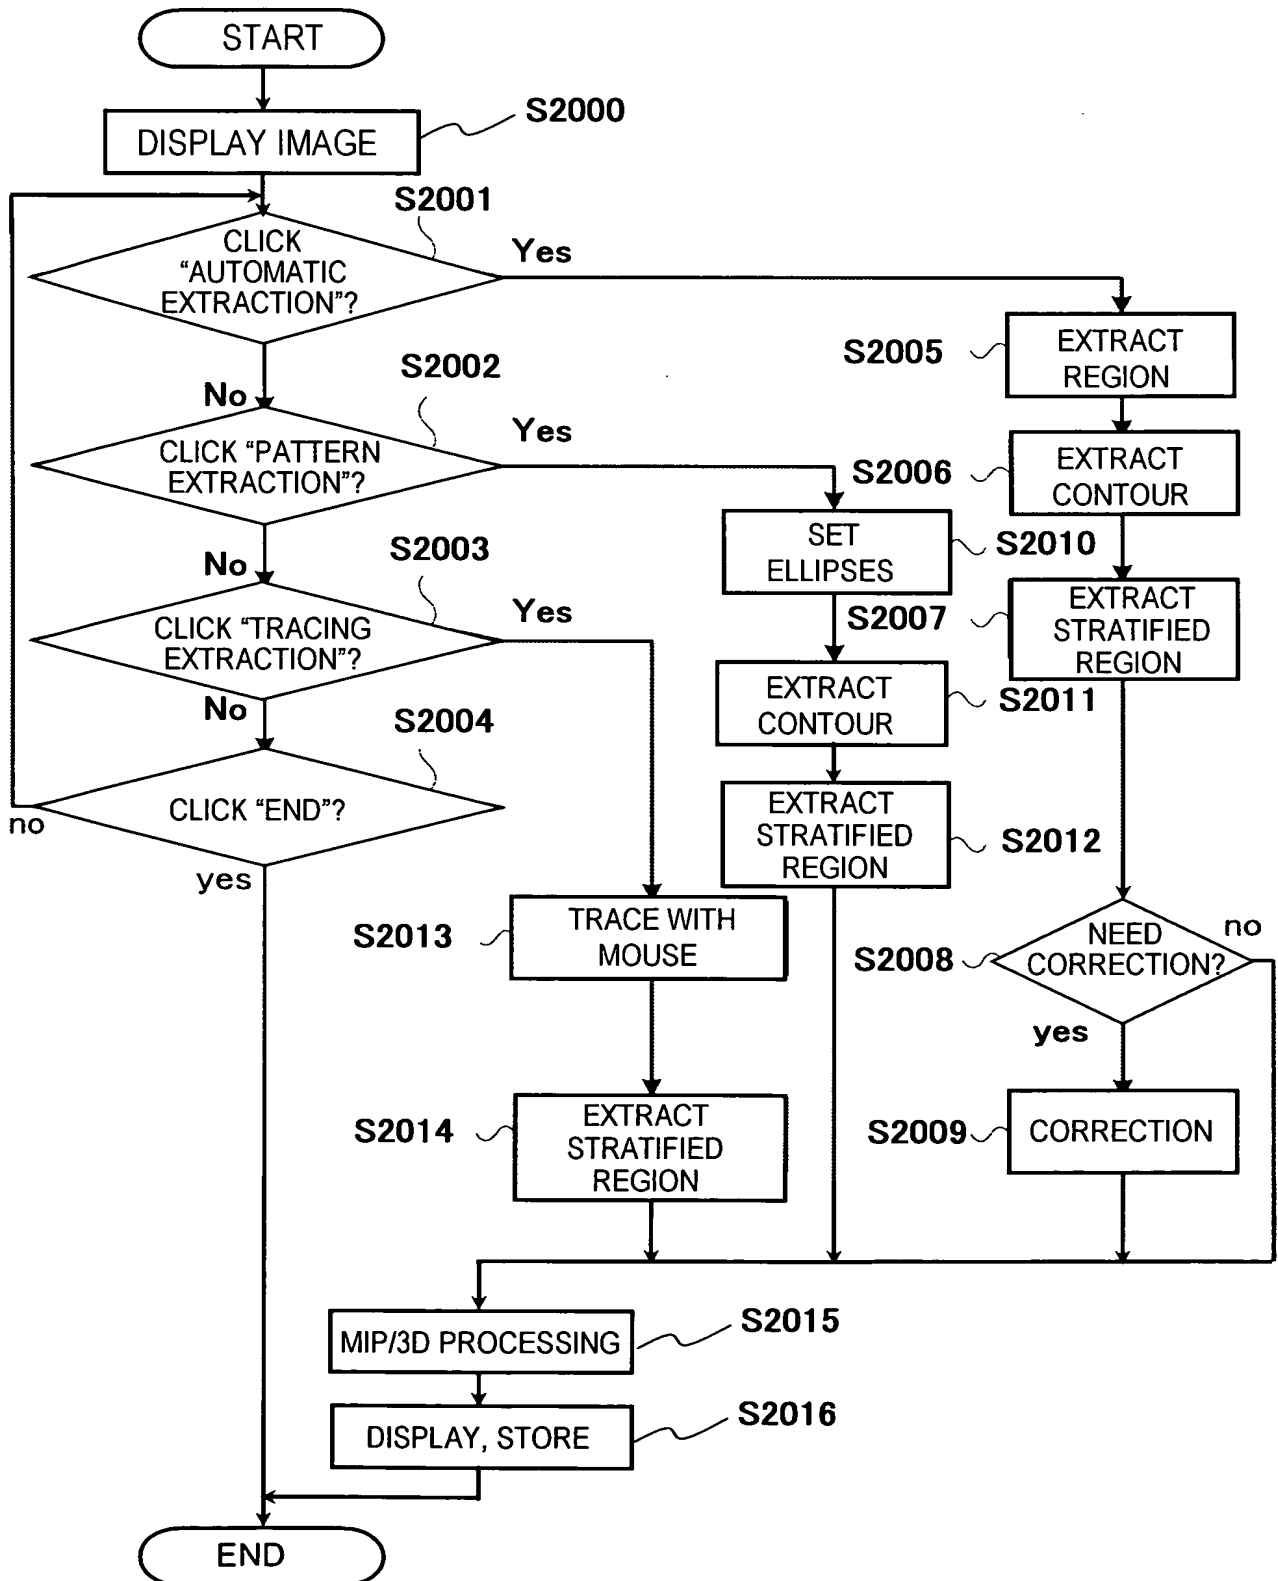 START
DISPLAY IMAGE
S2000
S2001
CLICK
“AUTOMATIC
EXTRACTION”?
Yes
No
S2002
CLICK “PATTERN
EXTRACTION”?
Yes
No
S2003
CLICK “TRACING
EXTRACTION”?
Yes
No
S2004
CLICK “END”?
no
yes
S2005
EXTRACT
REGION
S2006
EXTRACT
CONTOUR
S2007
EXTRACT
STRATIFIED
REGION
S2008
NEED
CORRECTION?
no
yes
S2009
CORRECTION
SET
ELLIPSES
S2010
EXTRACT
CONTOUR
S2011
EXTRACT
STRATIFIED
REGION
S2012
S2013
TRACE WITH
MOUSE
S2014
EXTRACT
STRATIFIED
REGION
MIP/3D PROCESSING
S2015
DISPLAY, STORE
S2016
END